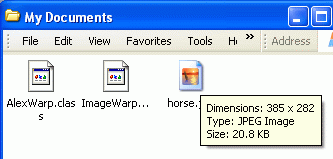 My Documents
File Edit View Favorites Tools Address
AlexWarp.clas
s
ImageWarp...
horse.
Dimensions: 385 x 282
Type: JPEG Image
Size: 20.8 KB